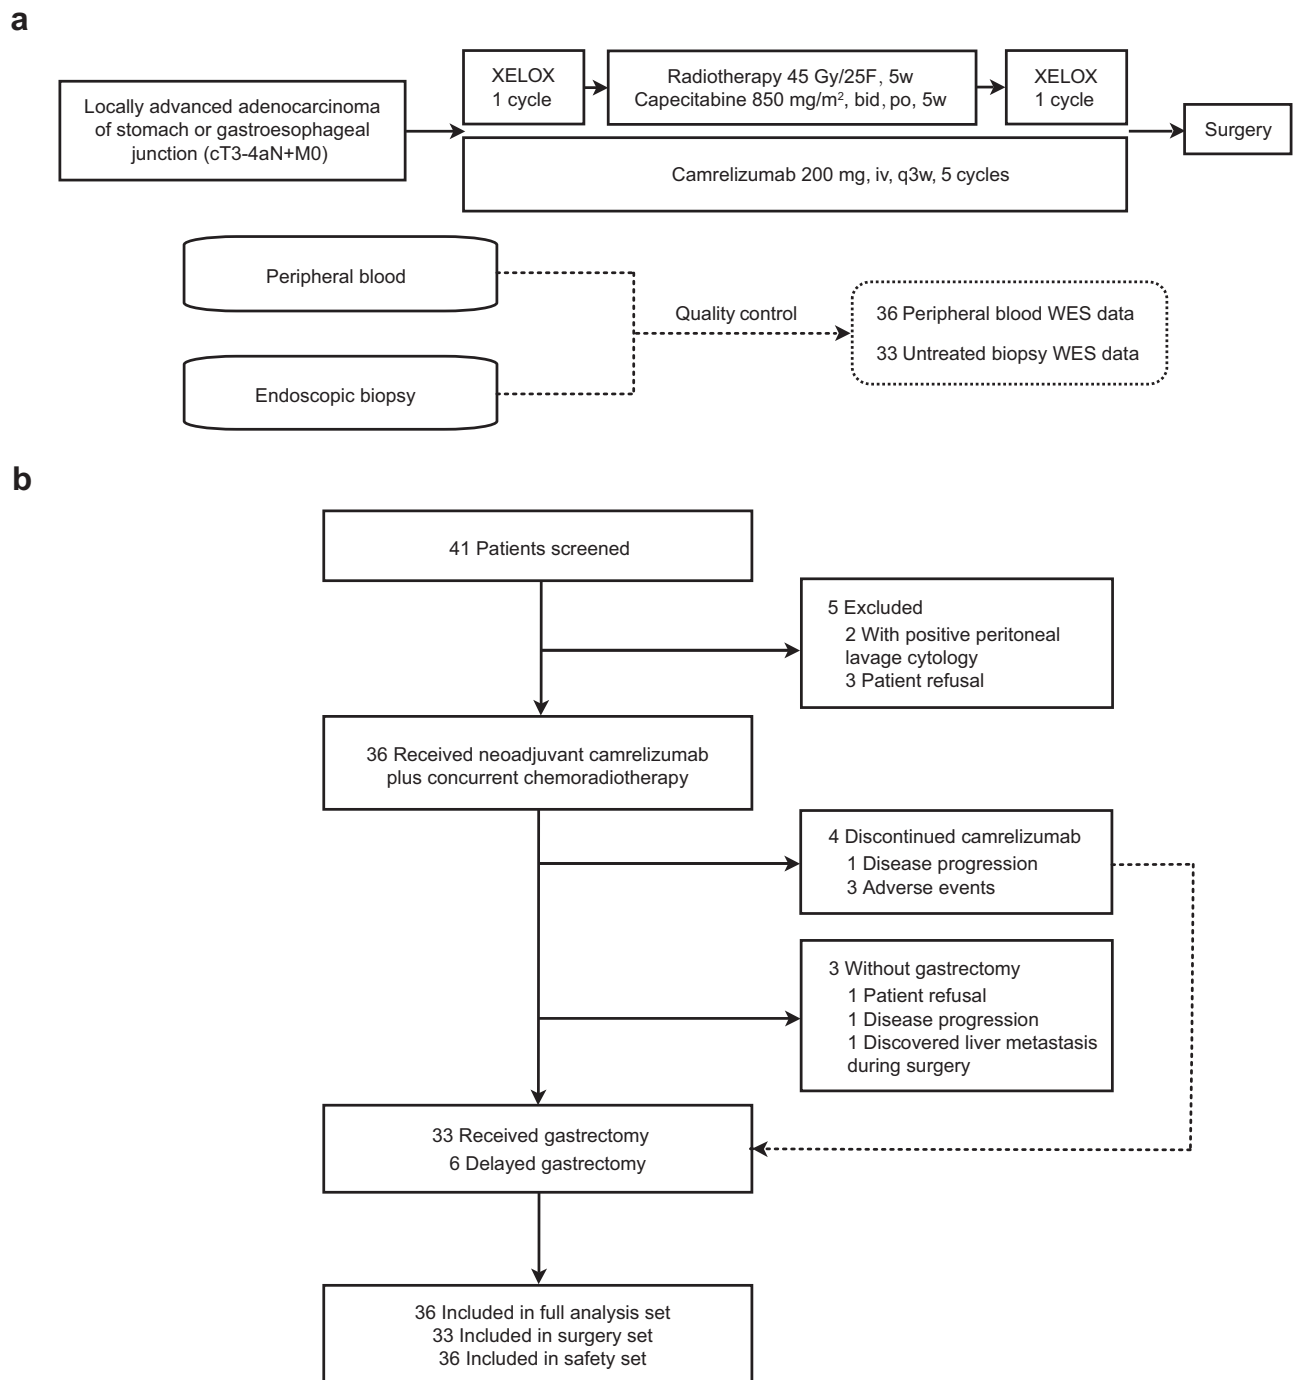 a
XELOX
1 cycle
Radiotherapy 45 Gy/25F, 5w
Capecitabine 850 mg/m², bid, po, 5w
XELOX
1 cycle
Locally advanced adenocarcinoma
of stomach or gastroesophageal
junction (cT3-4aN+M0)
Surgery
Camrelizumab 200 mg, iv, q3w, 5 cycles
Peripheral blood
Quality control
36 Peripheral blood WES data
33 Untreated biopsy WES data
Endoscopic biopsy
b
41 Patients screened
5 Excluded
2 With positive peritoneal
lavage cytology
3 Patient refusal
36 Received neoadjuvant camrelizumab
plus concurrent chemoradiotherapy
4 Discontinued camrelizumab
1 Disease progression
3 Adverse events
3 Without gastrectomy
1 Patient refusal
1 Disease progression
1 Discovered liver metastasis
during surgery
33 Received gastrectomy
6 Delayed gastrectomy
36 Included in full analysis set
33 Included in surgery set
36 Included in safety set